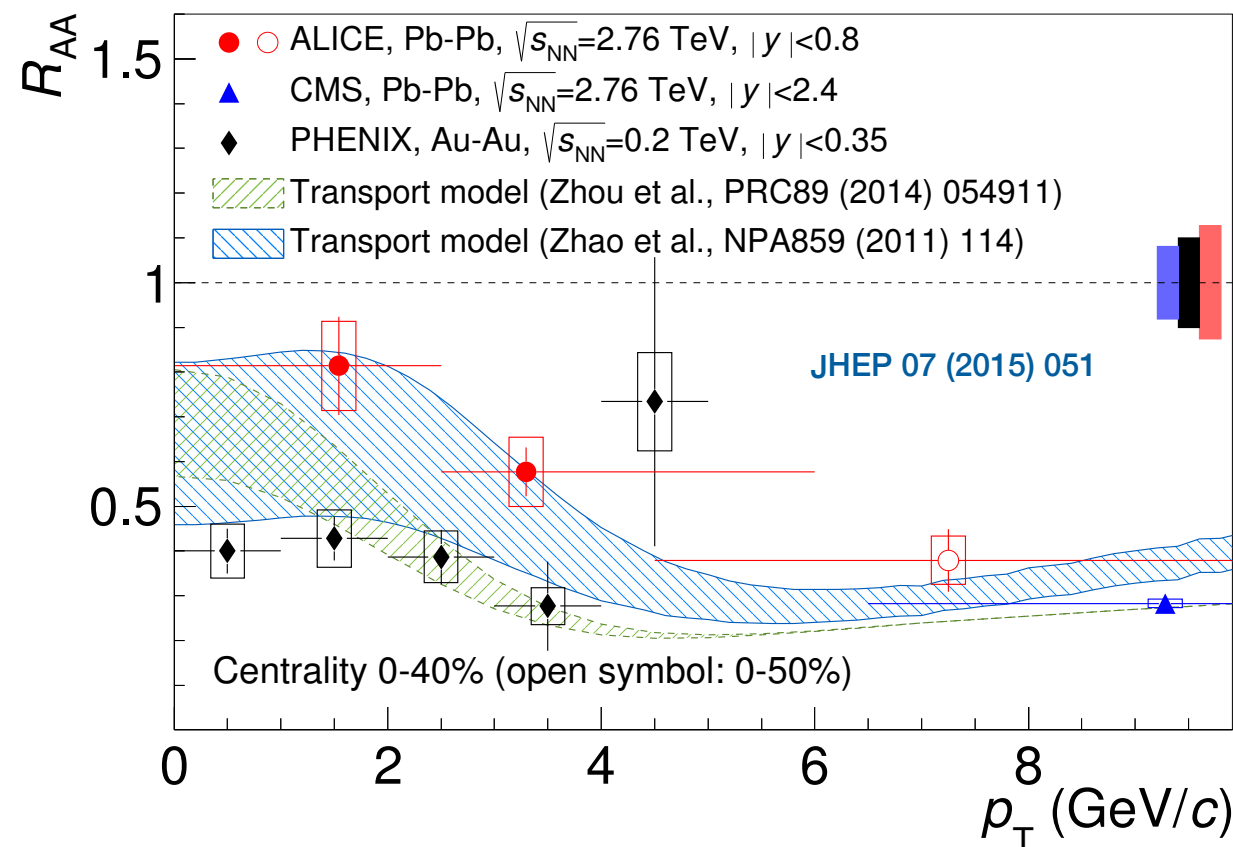 R_AA
1.5
1
0.5
ALICE, Pb-Pb, √s_NN=2.76 TeV, |y|<0.8
CMS, Pb-Pb, √s_NN=2.76 TeV, |y|<2.4
PHENIX, Au-Au, √s_NN=0.2 TeV, |y|<0.35
Transport model (Zhou et al., PRC89 (2014) 054911)
Transport model (Zhao et al., NPA859 (2011) 114)
JHEP 07 (2015) 051
Centrality 0-40% (open symbol: 0-50%)
0 2 4 6 8
p_T (GeV/c)